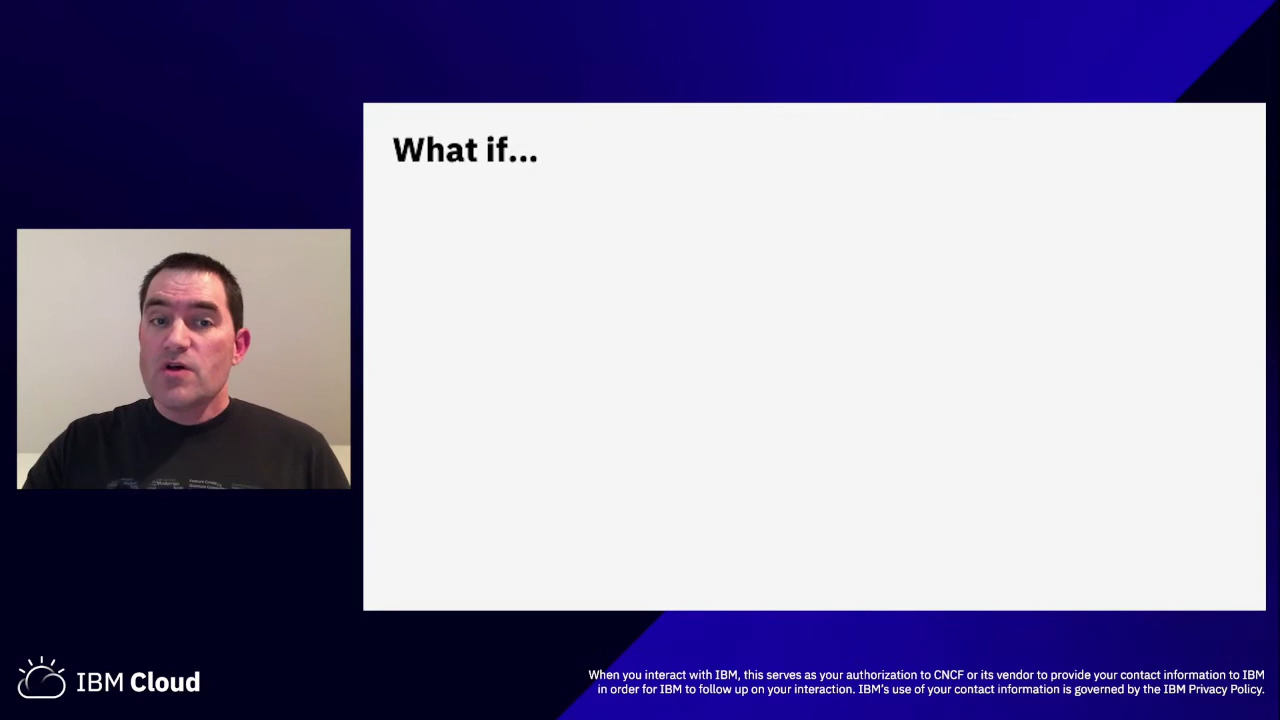 What if...
IBM Cloud
When you interact with IBM, this serves as your authorization to CNCF or its vendor to provide your contact information to IBM
in order for IBM to follow up on your interaction. IBM's use of your contact information is governed by the IBM Privacy Policy.